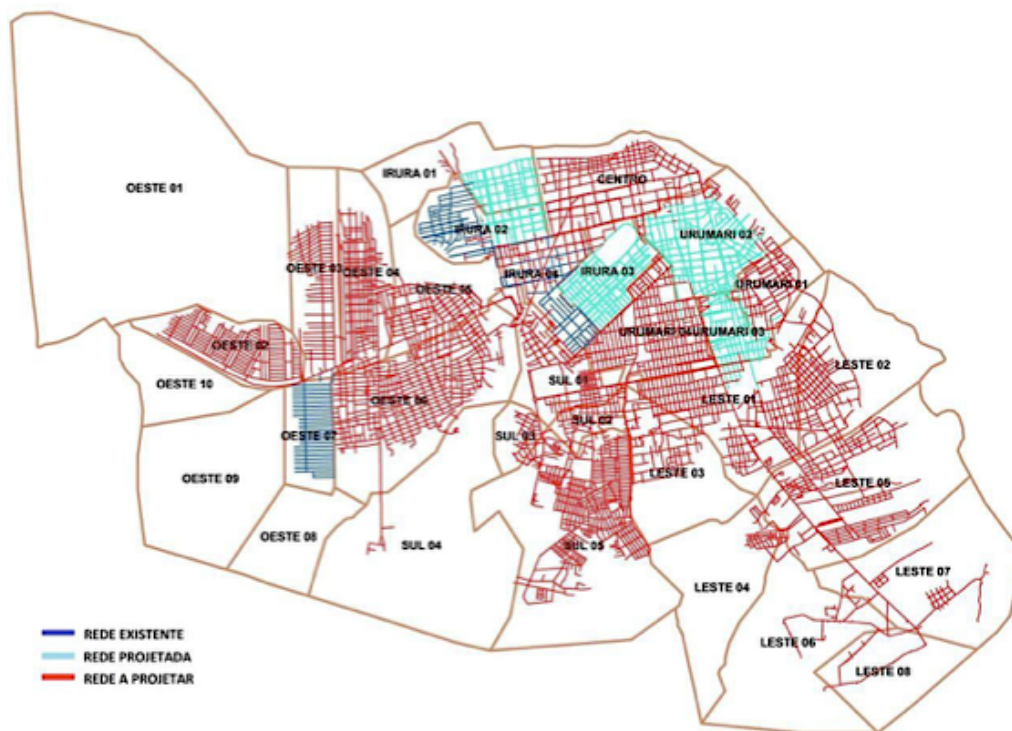 OESTE 01
IRURA 01
CENTRO
IRURA 02
URUMARI 02
OESTE 03
OESTE 04
IRURA 04
IRURA 03
OESTE 05
URUMARI 01
URUMARI 04
URUMARI 03
OESTE 02
LESTE 02
OESTE 10
SUL 01
OESTE 06
LESTE 01
SUL 02
OESTE 07
SUL 03
LESTE 03
OESTE 09
LESTE 05
OESTE 08
SUL 04
SUL 05
LESTE 07
LESTE 04
REDE EXISTENTE
LESTE 06
REDE PROJETADA
LESTE 08
REDE A PROJETAR